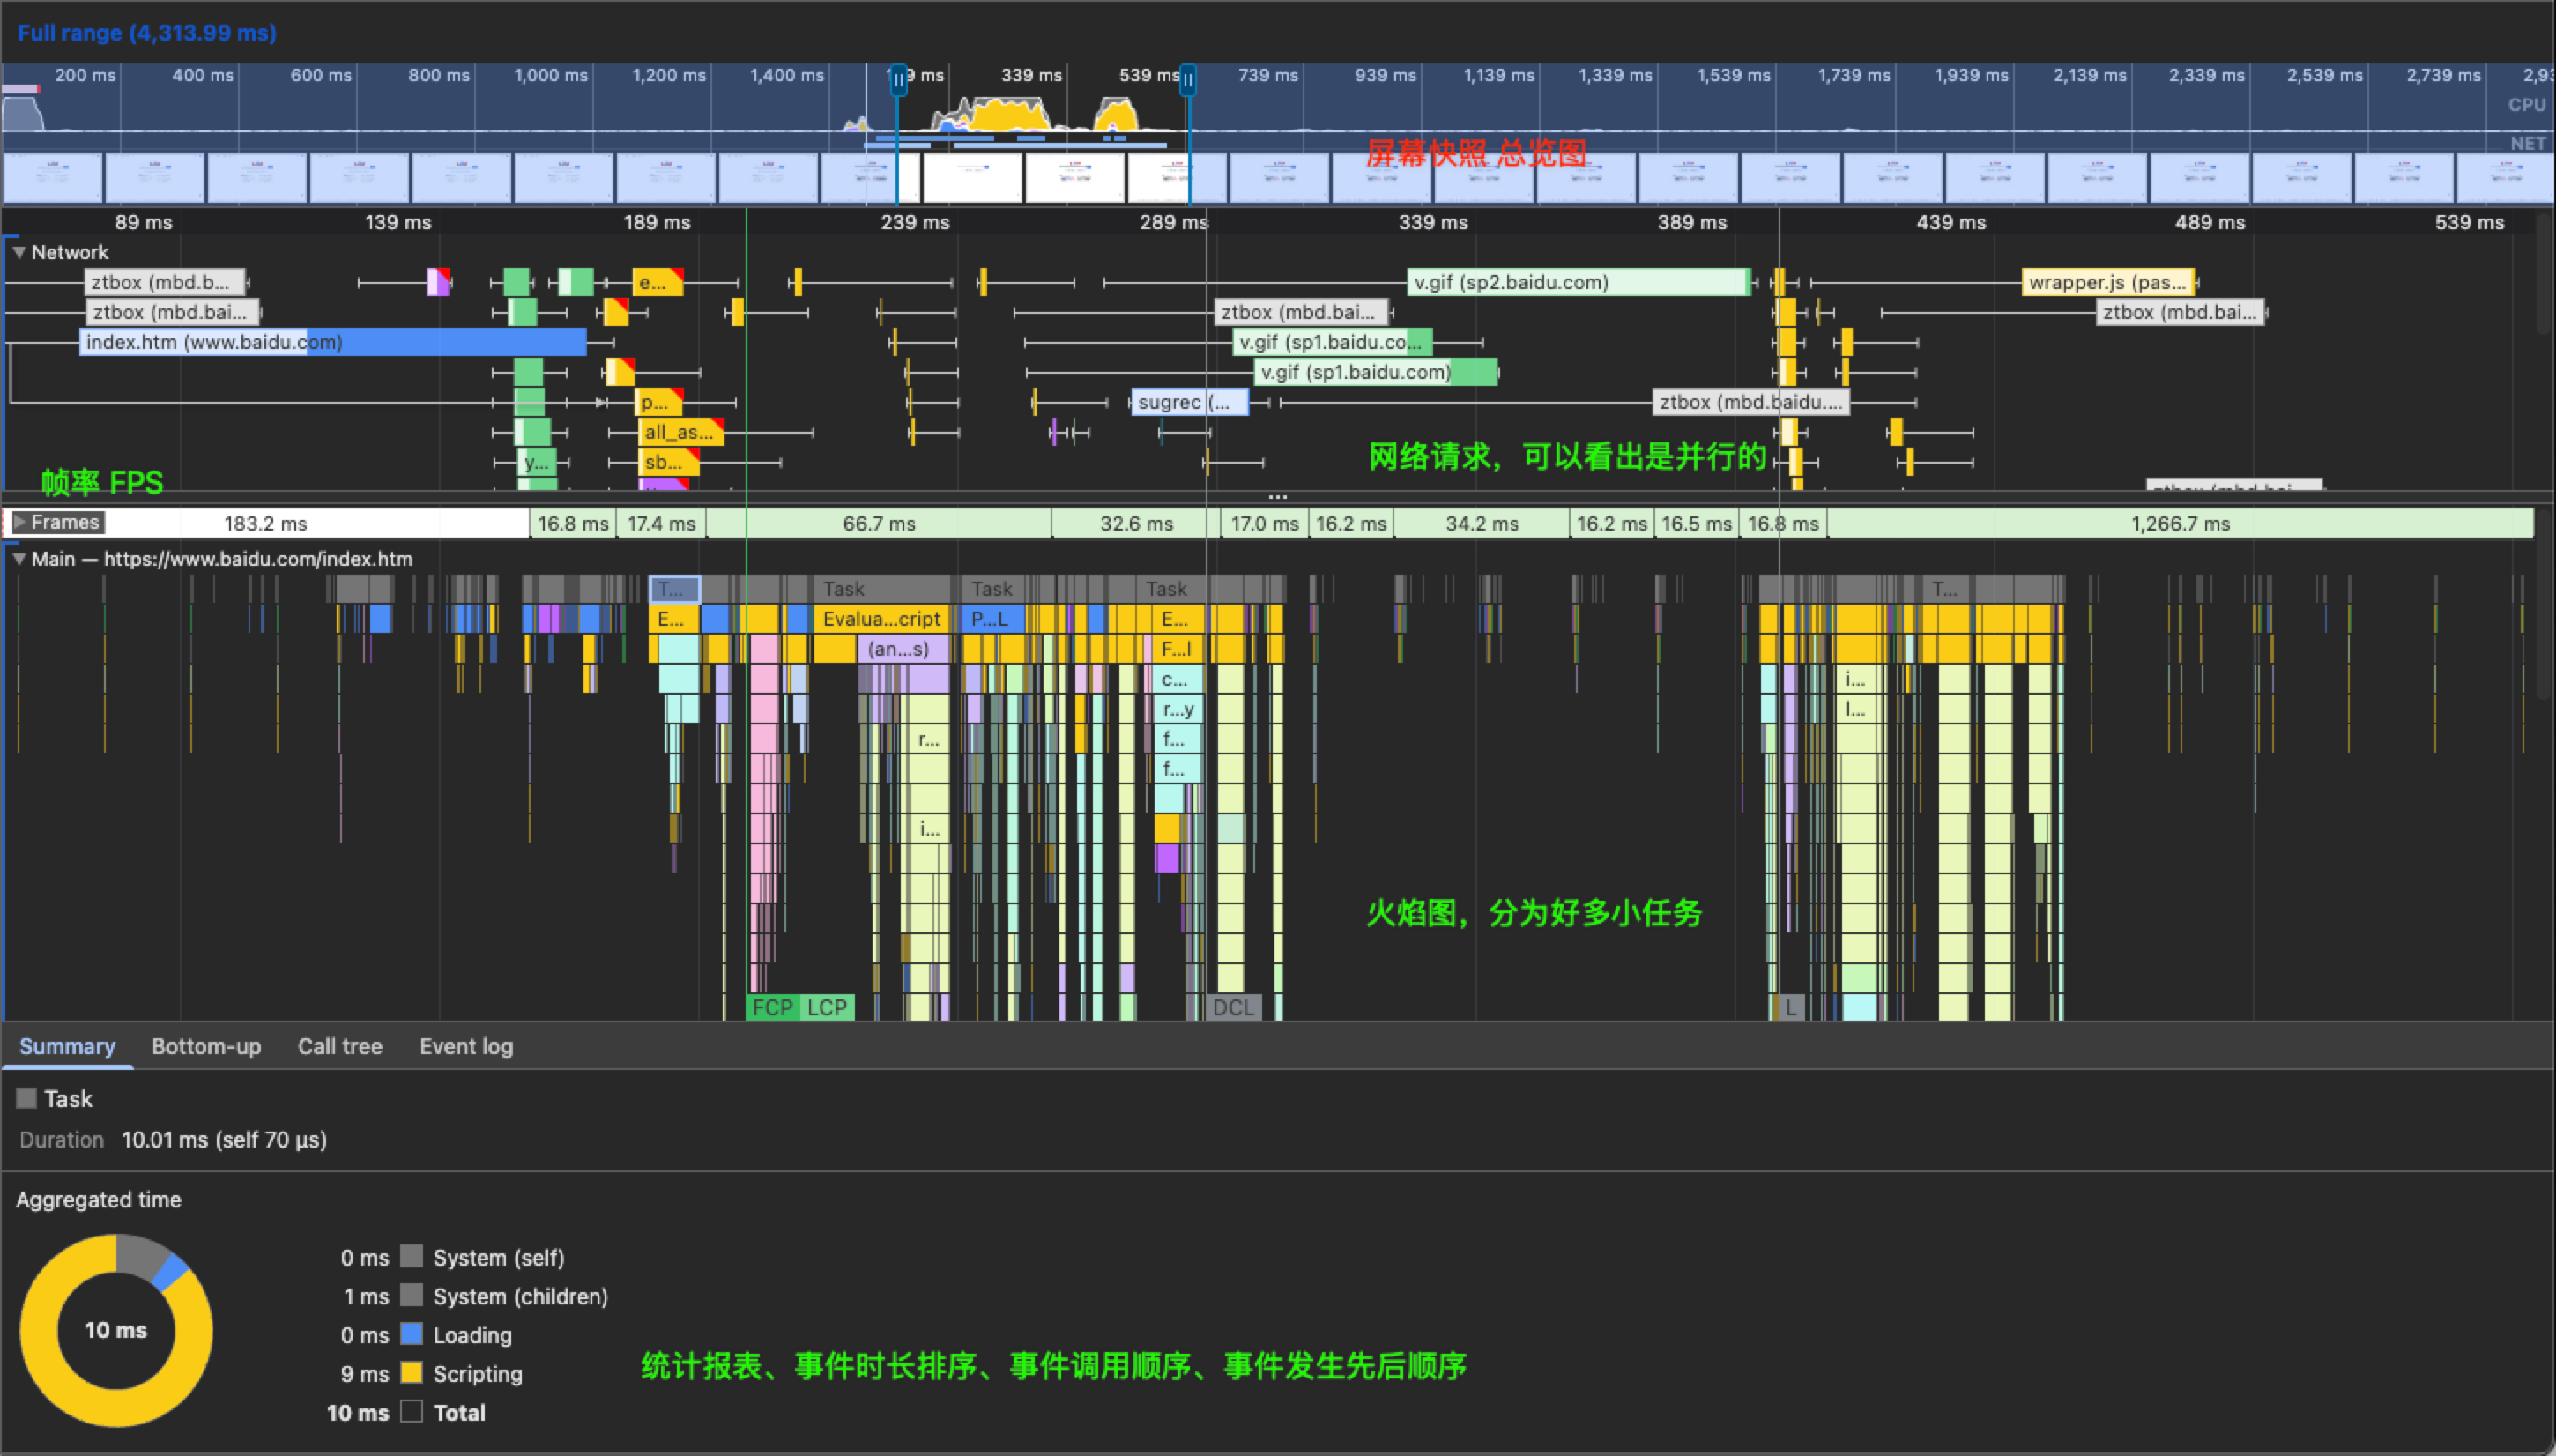 Full range (4,313.99 ms)
200 ms 400 ms 600 ms 800 ms 1,000 ms 1,200 ms 1,400 ms 9 ms 339 ms 539 ms 739 ms 939 ms 1,139 ms 1,339 ms 1,539 ms 1,739 ms 1,939 ms 2,139 ms 2,339 ms 2,539 ms 2,739 ms 2,93
CPU
NET
屏幕快照 总览图
89 ms 139 ms 189 ms 239 ms 289 ms 339 ms 389 ms 439 ms 489 ms 539 ms
Network
ztbox (mbd.b... e... v.gif (sp2.baidu.com) wrapper.js (pas...
ztbox (mbd.bai... ztbox (mbd.bai... ztbox (mbd.bai...
index.htm (www.baidu.com) v.gif (sp1.baidu.co...
v.gif (sp1.baidu.com)
p... sugrec (... ztbox (mbd.baidu....
all_as...
y... sb... 网络请求，可以看出是并行的
帧率 FPS
...
Frames 183.2 ms 16.8 ms 17.4 ms 66.7 ms 32.6 ms 17.0 ms 16.2 ms 34.2 ms 16.2 ms 16.5 ms 16.8 ms 1,266.7 ms
Main — https://www.baidu.com/index.htm
T... Task Task Task T...
E... Evalua...cript P...L E...
(an...s) F...l
c... i...
r...y l...
r... f...
f...
i...
火焰图，分为好多小任务
FCP LCP DCL L
Summary Bottom-up Call tree Event log
Task
Duration 10.01 ms (self 70 μs)
Aggregated time
10 ms
0 ms System (self)
1 ms System (children)
0 ms Loading
9 ms Scripting
10 ms Total
统计报表、事件时长排序、事件调用顺序、事件发生先后顺序